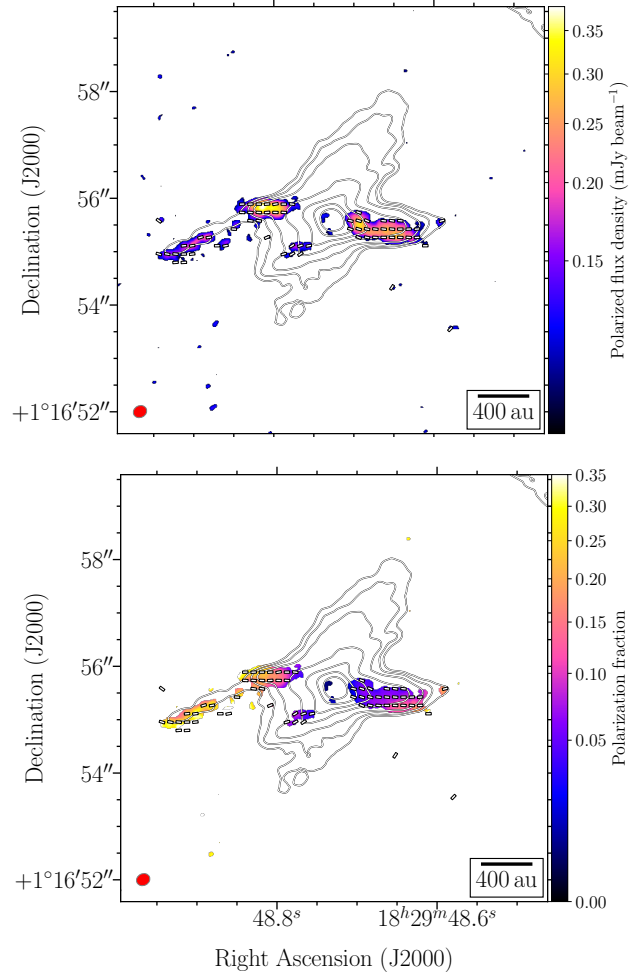 58″
56″
54″
+1°16′52″
Declination (J2000)
400 au
0.35
0.30
0.25
0.20
0.15
0.00
Polarized flux density (mJy beam−1)
58″
56″
54″
+1°16′52″
Declination (J2000)
400 au
0.35
0.30
0.25
0.20
0.15
0.10
0.05
0.00
Polarization fraction
48.8s
18h29m48.6s
Right Ascension (J2000)